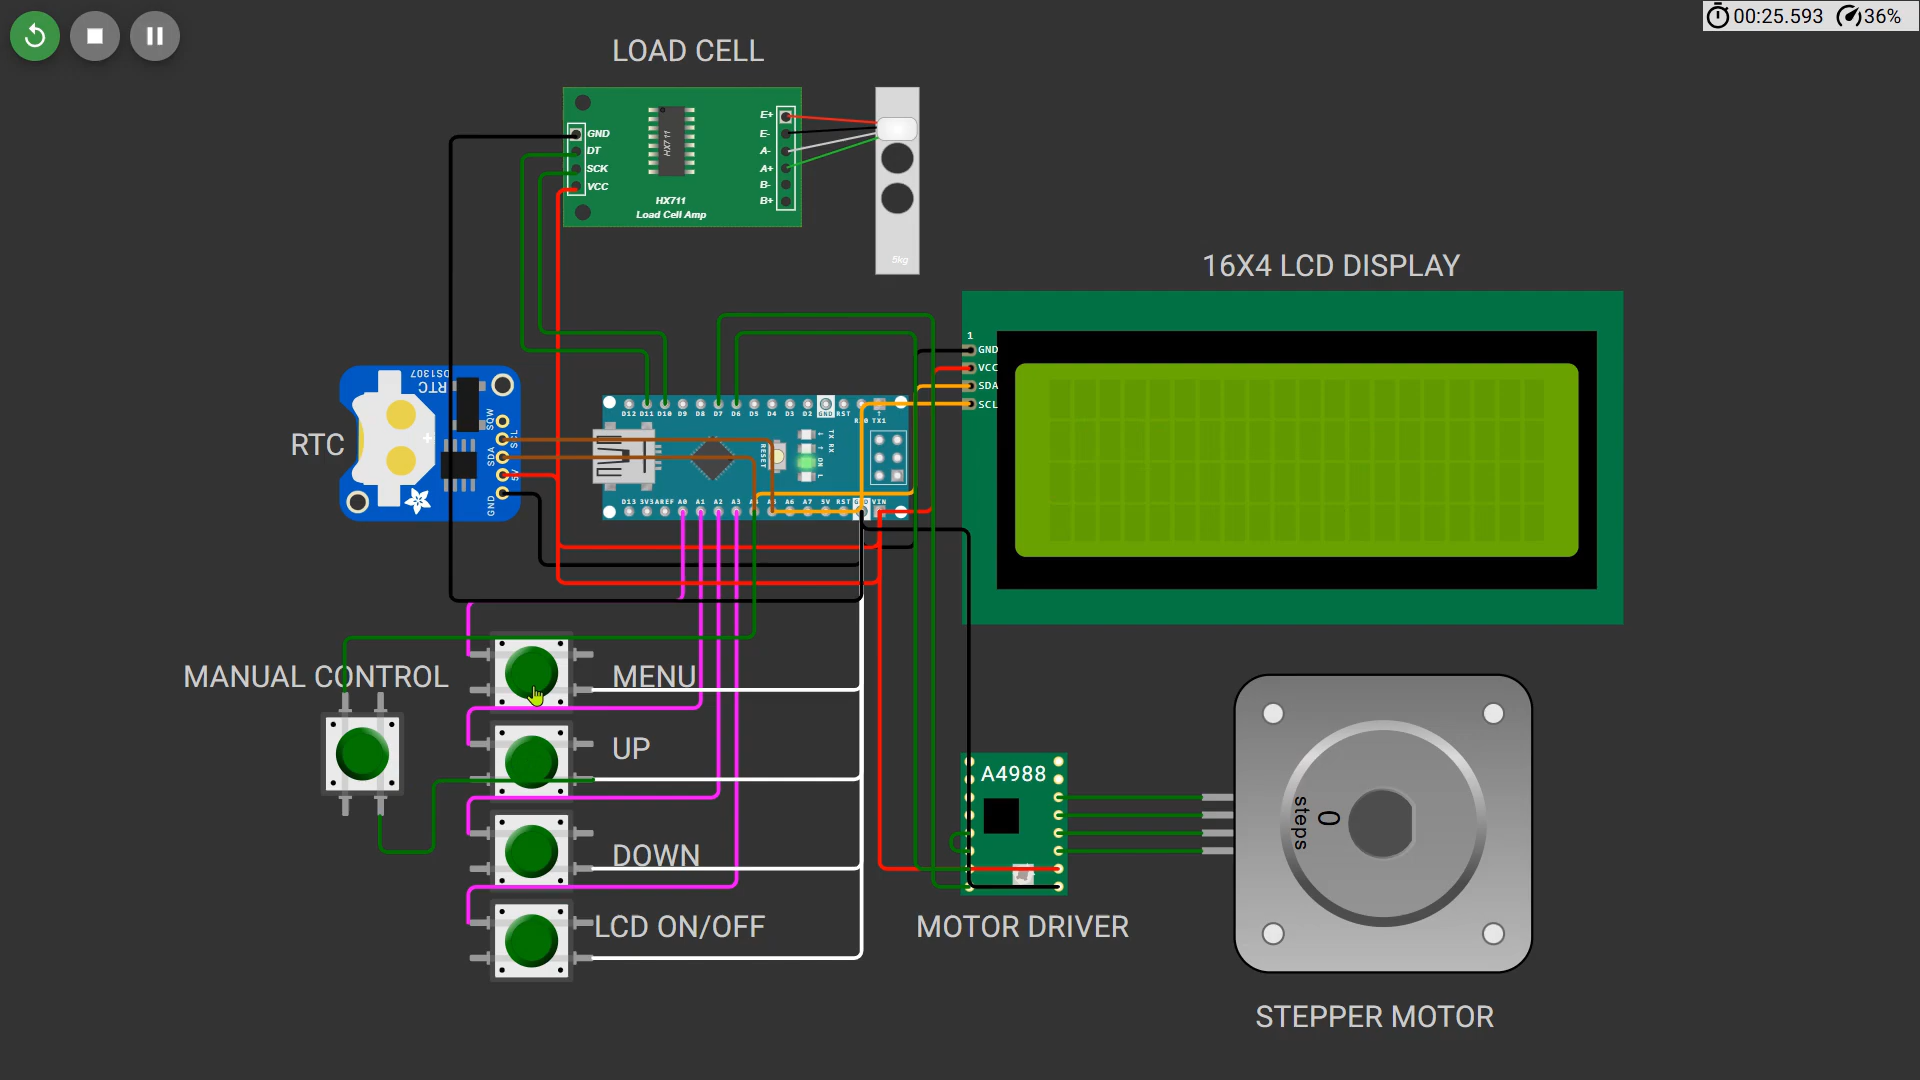 00:25.593 36%
LOAD CELL
GND
DT
SCK
VCC
HX711
HX711
Load Cell Amp
E+
E-
A-
A+
B-
B+
5kg
16X4 LCD DISPLAY
1
GND
VCC
SDA
SCL
RTC
DS1307
RTC
SQW
SCL
SDA
5V
GND
D12 D11 D10 D9 D8 D7 D6 D5 D4 D3 D2 GND RST TX1
RESET
TX RX
ON L
D13 3V3 AREF A0 A1 A2 A3 A6 A7 5V RST VIN
MANUAL CONTROL
MENU
UP
DOWN
LCD ON/OFF
A4988
MOTOR DRIVER
0
steps
STEPPER MOTOR